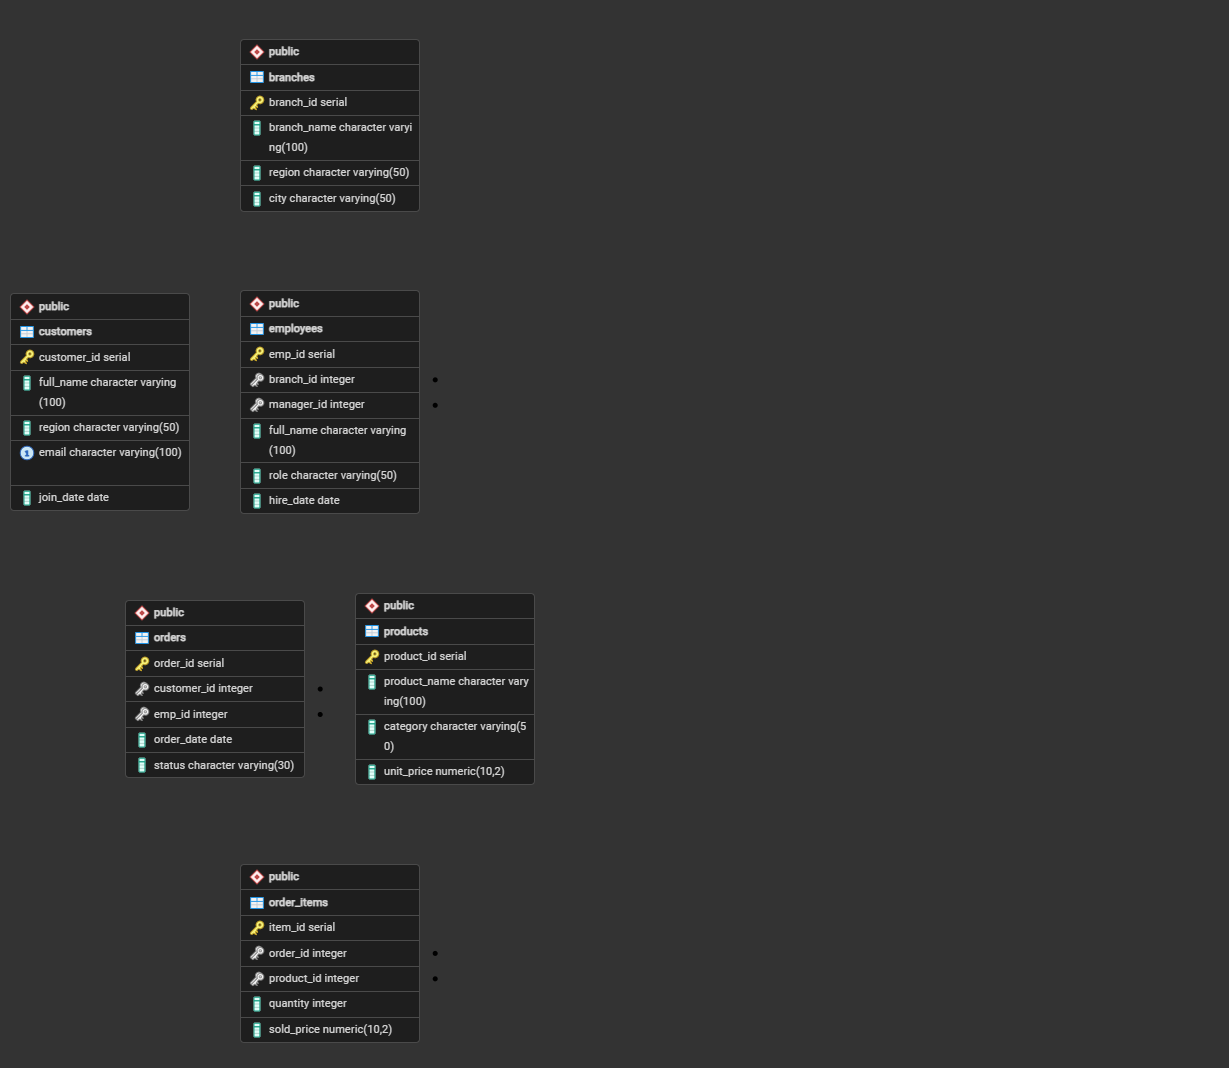 public
branches
branch_id serial
branch_name character varyi
ng(100)
region character varying(50)
city character varying(50)
public
customers
customer_id serial
full_name character varying
(100)
region character varying(50)
1
email character varying(100)
join_date date
public
employees
emp_id serial
branch_id integer
manager_id integer
full_name character varying
(100)
role character varying(50)
hire_date date
public
orders
order_id serial
customer_id integer
emp_id integer
order_date date
status character varying(30)
public
products
product_id serial
product_name character vary
ing(100)
category character varying(5
0)
unit_price numeric(10,2)
public
order_items
item_id serial
order_id integer
product_id integer
quantity integer
sold_price numeric(10,2)